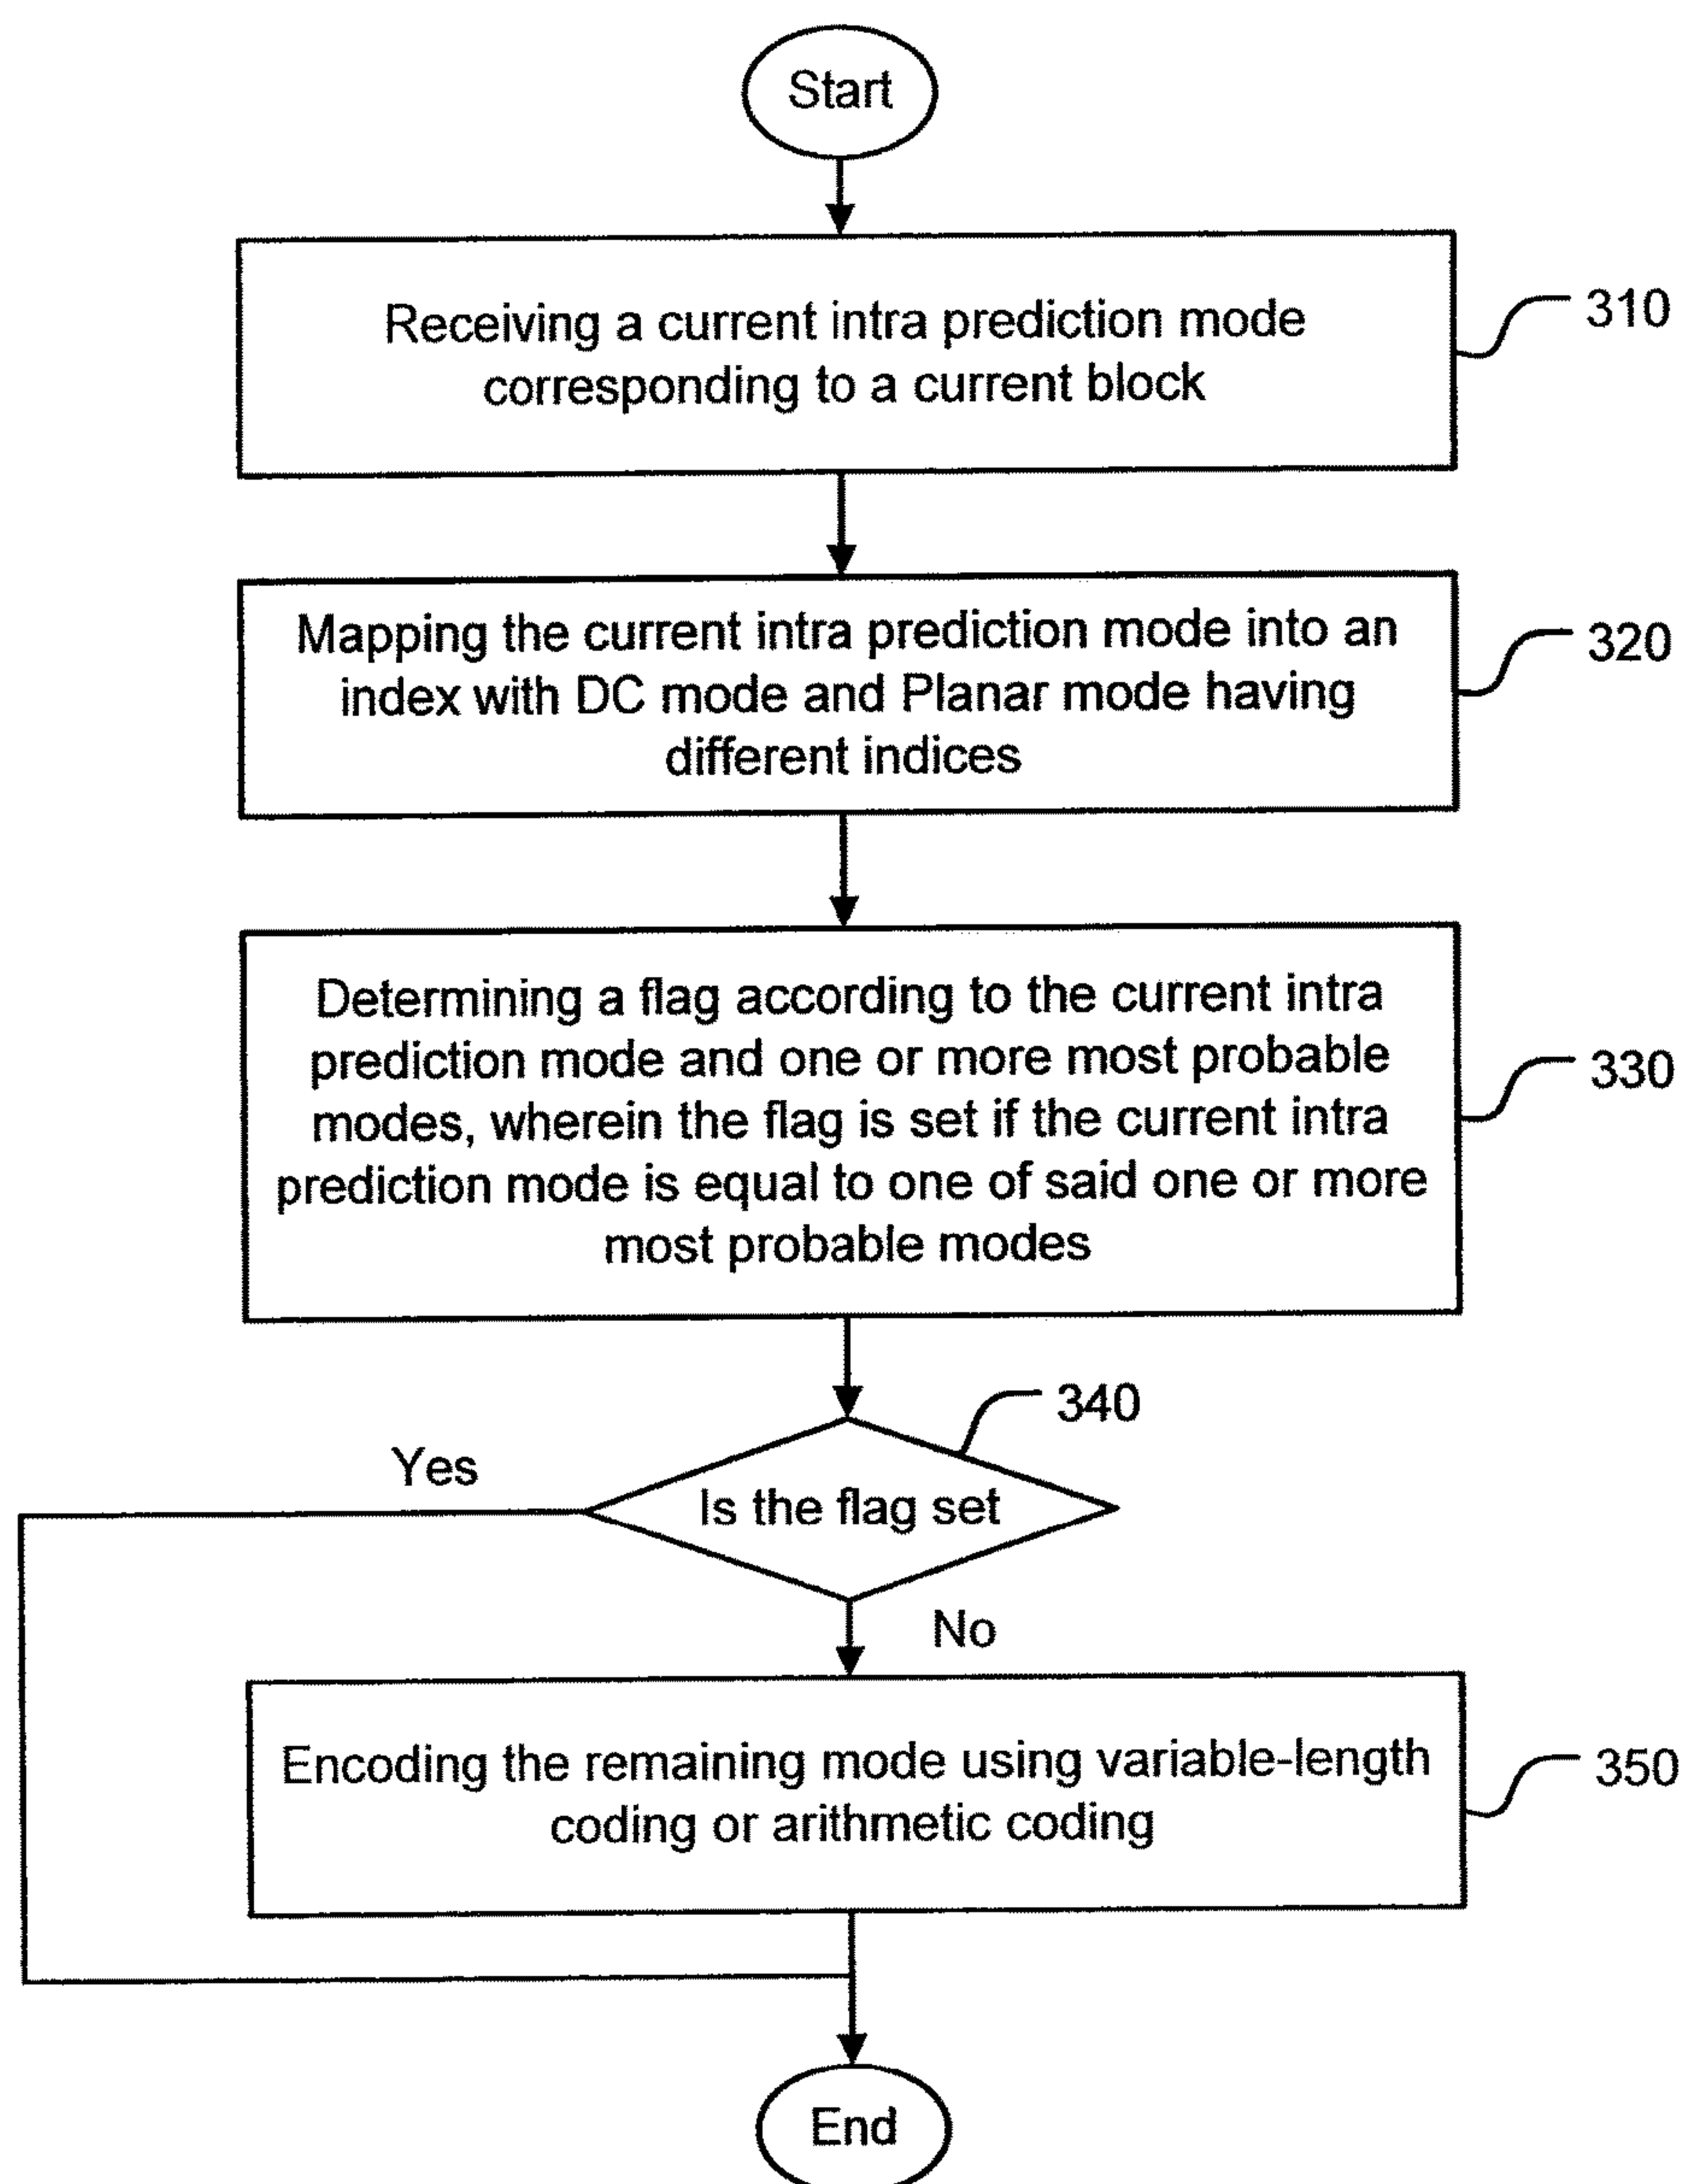 Start
Receiving a current intra prediction mode
corresponding to a current block
310
Mapping the current intra prediction mode into an
index with DC mode and Planar mode having
different indices
320
Determining a flag according to the current intra
prediction mode and one or more most probable
modes, wherein the flag is set if the current intra
prediction mode is equal to one of said one or more
most probable modes
330
340
Yes
Is the flag set
No
Encoding the remaining mode using variable-length
coding or arithmetic coding
350
End